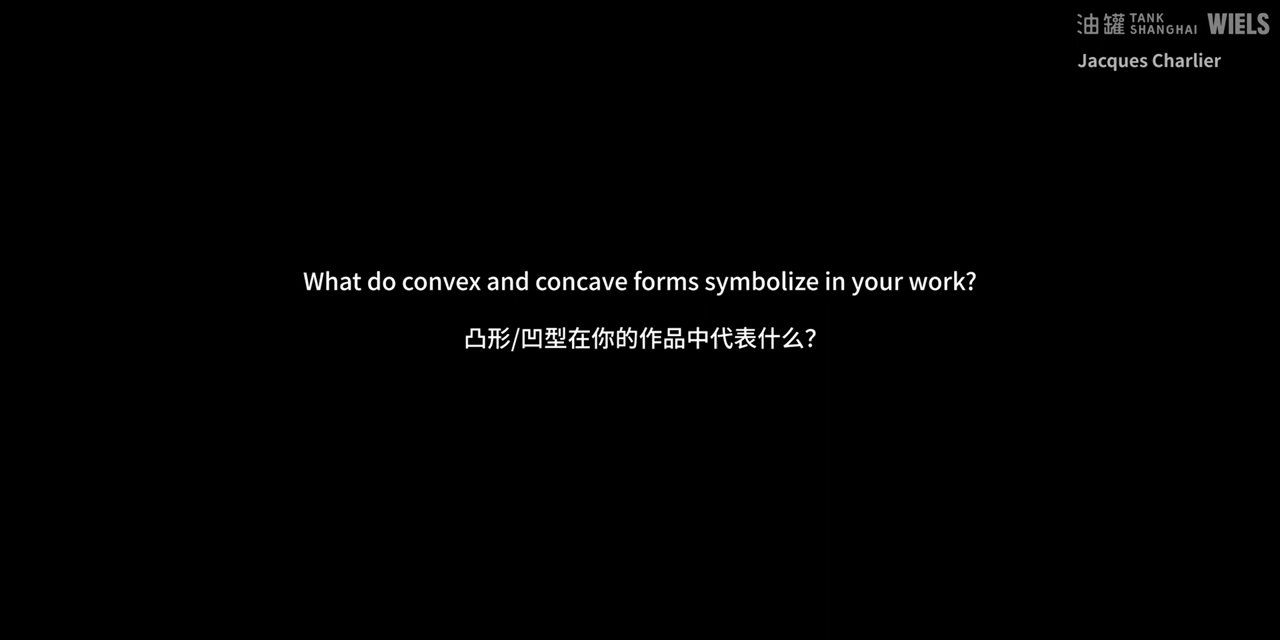 油罐 TANK SHANGHAI WIELS
Jacques Charlier
What do convex and concave forms symbolize in your work?
凸形/凹型在你的作品中代表什么?